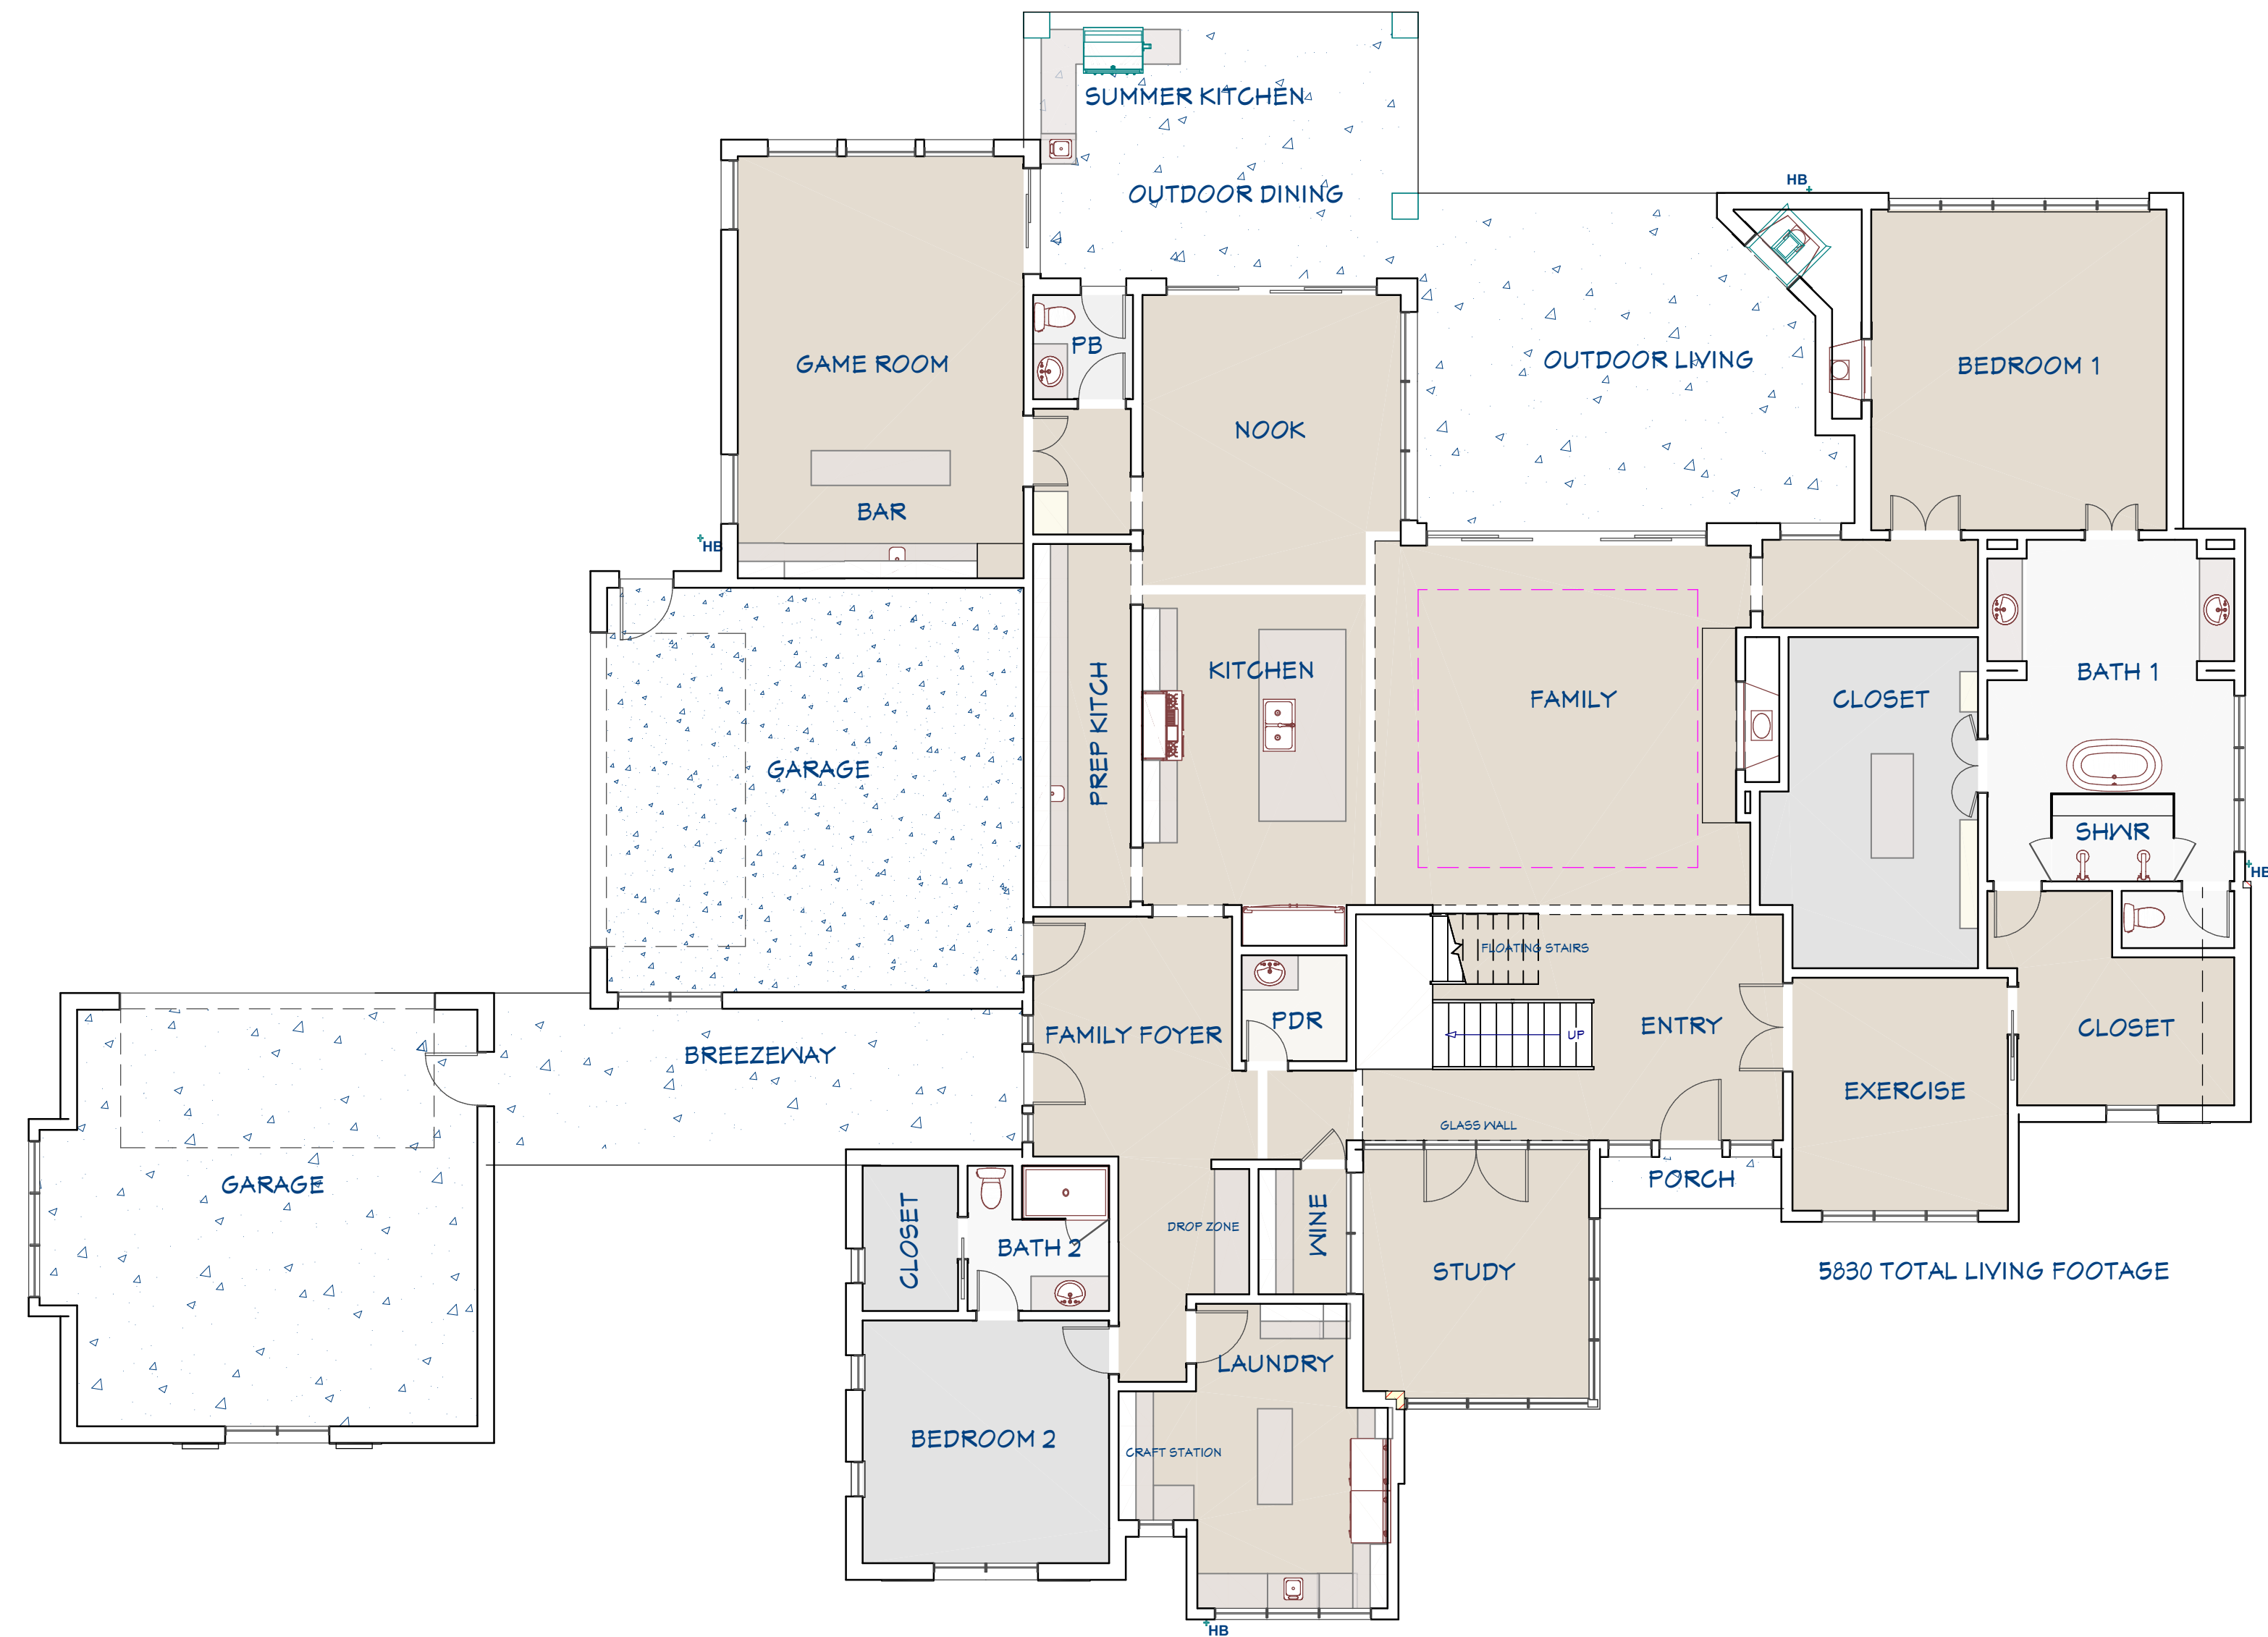 SUMMER KITCHEN
HB
OUTDOOR DINING
PB
GAME ROOM
OUTDOOR LIVING
BEDROOM 1
NOOK
BAR
HB
KITCHEN
BATH 1
PREP KITCH
FAMILY
CLOSET
GARAGE
SHWR
HB
FLOATING STAIRS
PDR
ENTRY
UP
CLOSET
FAMILY FOYER
BREEZEWAY
EXERCISE
GLASS WALL
PORCH
GARAGE
CLOSET
DROP ZONE
WINE
BATH 2
STUDY
5830 TOTAL LIVING FOOTAGE
LAUNDRY
BEDROOM 2
CRAFT STATION
HB